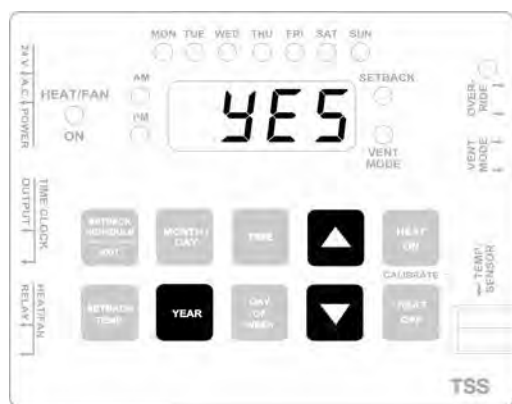 MON TUE WED THU FRI SAT SUN
24 V. A.C. POWER
HEAT/FAN
ON
AM
PM
YES
SETBACK
VENT
MODE
OVER-
RIDE
VENT
MODE
TIME CLOCK
OUTPUT
SETBACK
SCHEDULE
MONTH /
DAY
TIME
HEAT
ON
CALIBRATE
TEMP.
SENSOR
HEAT/FAN
RELAY
SETBACK
TEMP
YEAR
DAY
OF
WEEK
HEAT
OFF
TSS